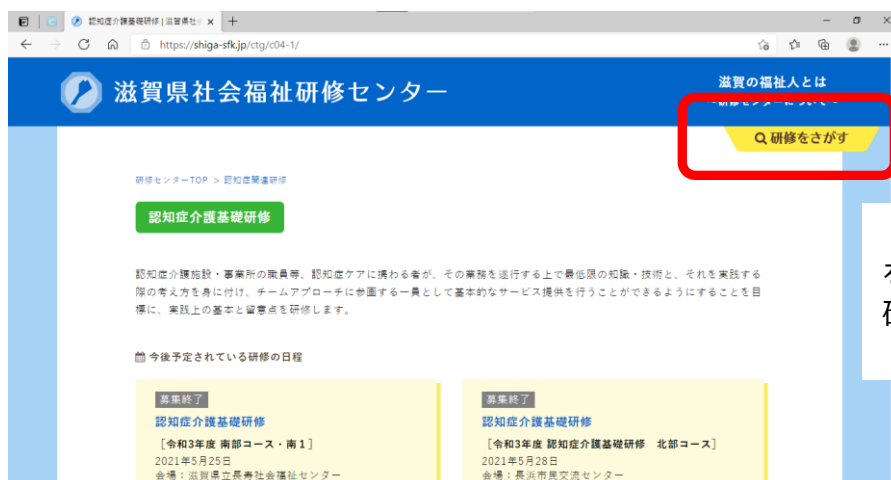 認知症介護基礎研修 | 滋賀県社
https://shiga-sfk.jp/ctg/c04-1/
滋賀県社会福祉研修センター
滋賀の福祉人とは
研修をさがす
研修センターTOP > 認知症関連研修
認知症介護基礎研修
認知症介護施設・事業所の職員等、認知症ケアに携わる者が、その業務を遂行する上で最低限の知識・技術と、それを実践する
際の考え方を身に付け、チームアプローチに参画する一員として基本的なサービス提供を行うことができるようにすることを目
標に、実践上の基本と留意点を研修します。
今後予定されている研修の日程
募集終了
認知症介護基礎研修
［令和3年度 南部コース・南１］
2021年5月25日
会場：滋賀県立長寿社会福祉センター
募集終了
認知症介護基礎研修
［令和3年度 認知症介護基礎研修　北部コース］
2021年5月28日
会場：長浜市民交流センター